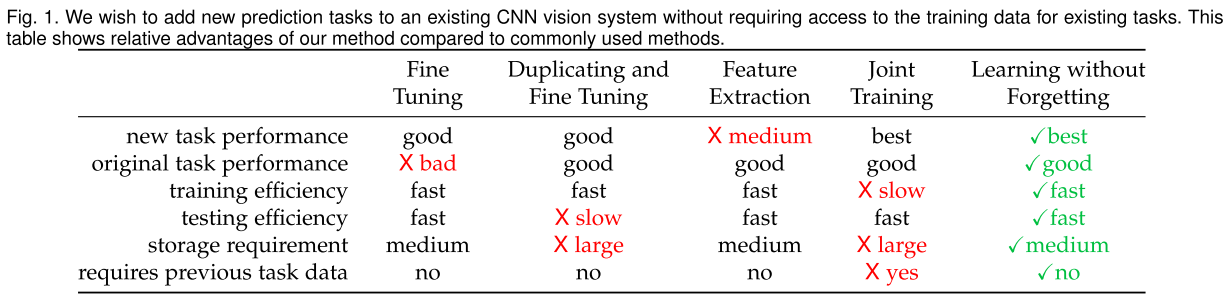 Fig. 1. We wish to add new prediction tasks to an existing CNN vision system without requiring access to the training data for existing tasks. This
table shows relative advantages of our method compared to commonly used methods.
Fine Duplicating and Feature Joint Learning without
Tuning Fine Tuning Extraction Training Forgetting
new task performance good good X medium best ✓best
original task performance X bad good good good ✓good
training efficiency fast fast fast X slow ✓fast
testing efficiency fast X slow fast fast ✓fast
storage requirement medium X large medium X large ✓medium
requires previous task data no no no X yes ✓no